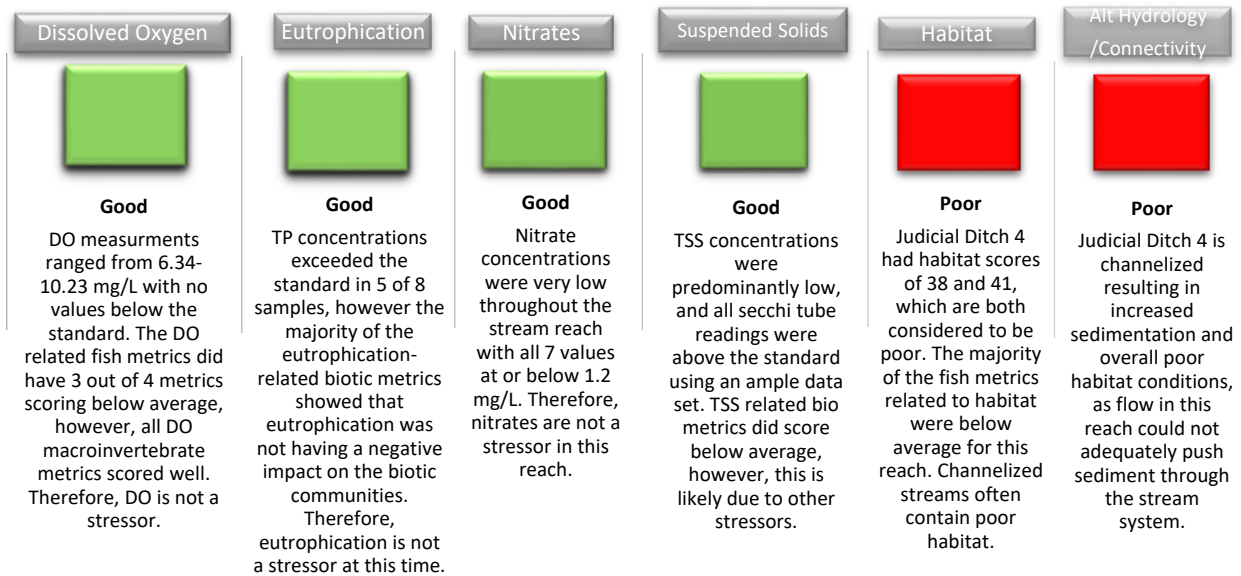 Dissolved Oxygen
Good
DO measurments
ranged from 6.34-
10.23 mg/L with no
values below the
standard. The DO
related fish metrics did
have 3 out of 4 metrics
scoring below average,
however, all DO
macroinvertebrate
metrics scored well.
Therefore, DO is not a
stressor.
Eutrophication
Good
TP concentrations
exceeded the
standard in 5 of 8
samples, however the
majority of the
eutrophication-
related biotic metrics
showed that
eutrophication was
not having a negative
impact on the biotic
communities.
Therefore,
eutrophication is not
a stressor at this time.
Nitrates
Good
Nitrate
concentrations
were very low
throughout the
stream reach
with all 7 values
at or below 1.2
mg/L. Therefore,
nitrates are not a
stressor in this
reach.
Suspended Solids
Good
TSS concentrations
were
predominantly low,
and all secchi tube
readings were
above the standard
using an ample data
set. TSS related bio
metrics did score
below average,
however, this is
likely due to other
stressors.
Habitat
Poor
Judicial Ditch 4
had habitat scores
of 38 and 41,
which are both
considered to be
poor. The majority
of the fish metrics
related to habitat
were below
average for this
reach. Channelized
streams often
contain poor
habitat.
Alt Hydrology
/Connectivity
Poor
Judicial Ditch 4 is
channelized
resulting in
increased
sedimentation and
overall poor
habitat conditions,
as flow in this
reach could not
adequately push
sediment through
the stream
system.